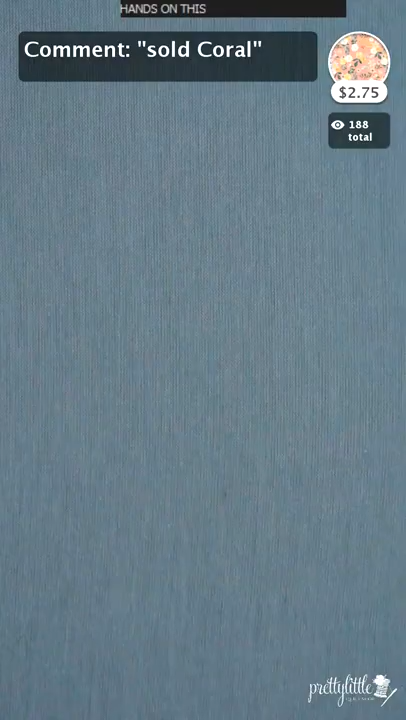 HANDS ON THIS
Comment: "sold Coral"
$2.75
188
total
prettylittle